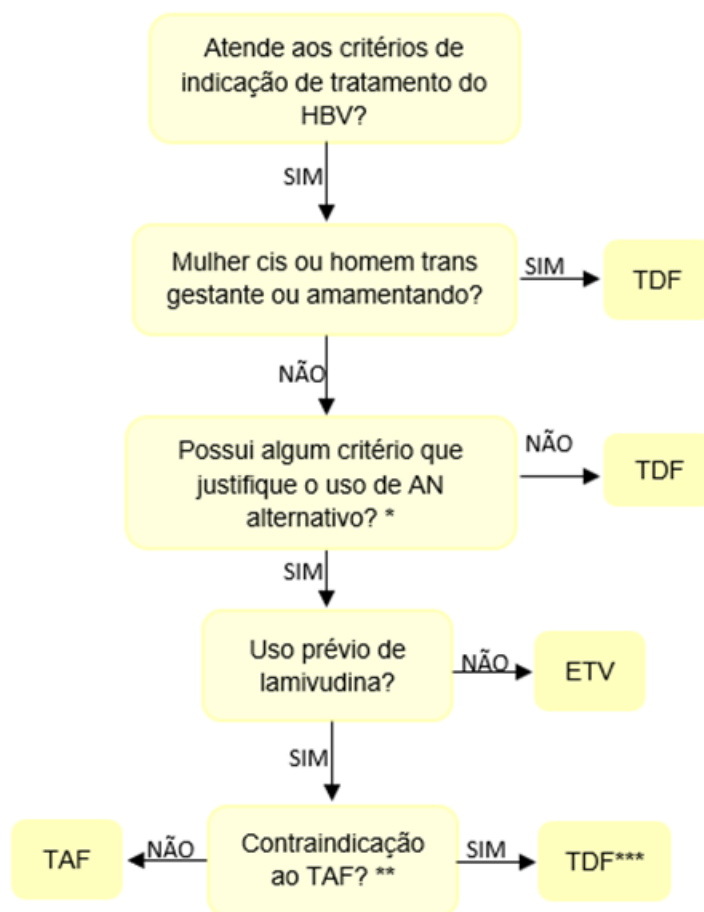 Atende aos critérios de
indicação de tratamento do
HBV?
SIM
Mulher cis ou homem trans
gestante ou amamentando?
SIM
TDF
NÃO
Possui algum critério que
justifique o uso de AN
alternativo? *
NÃO
TDF
SIM
Uso prévio de
lamivudina?
NÃO
ETV
SIM
Contraindicação
ao TAF? **
NÃO
TAF
SIM
TDF***